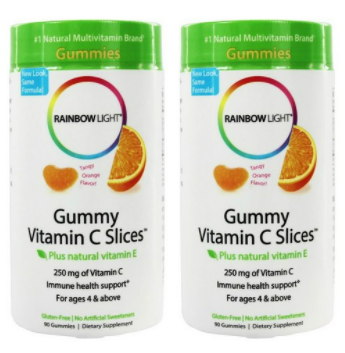 #1 Natural Multivitamin Brand
Gummies
New Look,
Same
Formula!
RAINBOW LIGHT
Tangy
Orange
Flavor!
Gummy
Vitamin C Slices™
Plus natural vitamin E
250 mg of Vitamin C
Immune health support*
For ages 4 & above
Gluten-Free | No Artificial Sweeteners
90 Gummies | Dietary Supplement
#1 Natural Multivitamin Brand
Gummies
New Look,
Same
Formula!
RAINBOW LIGHT
Tangy
Orange
Flavor!
Gummy
Vitamin C Slices™
Plus natural vitamin E
250 mg of Vitamin C
Immune health support*
For ages 4 & above
Gluten-Free | No Artificial Sweeteners
90 Gummies | Dietary Supplement